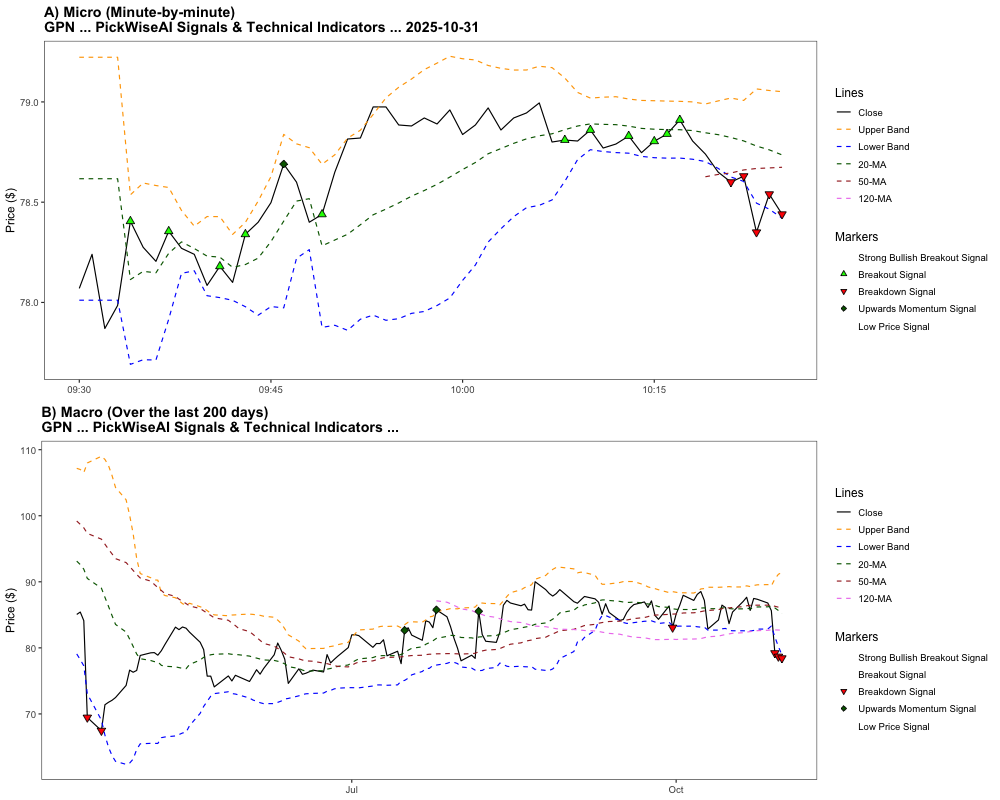 A) Micro (Minute-by-minute)
GPN ... PickWiseAI Signals & Technical Indicators ... 2025-10-31
Price ($)
79.0
78.5
78.0
09:30
09:45
10:00
10:15
Lines
Close
Upper Band
Lower Band
20-MA
50-MA
120-MA
Markers
Strong Bullish Breakout Signal
Breakout Signal
Breakdown Signal
Upwards Momentum Signal
Low Price Signal
B) Macro (Over the last 200 days)
GPN ... PickWiseAI Signals & Technical Indicators ...
Price ($)
110
100
90
80
70
Jul
Oct
Lines
Close
Upper Band
Lower Band
20-MA
50-MA
120-MA
Markers
Strong Bullish Breakout Signal
Breakout Signal
Breakdown Signal
Upwards Momentum Signal
Low Price Signal